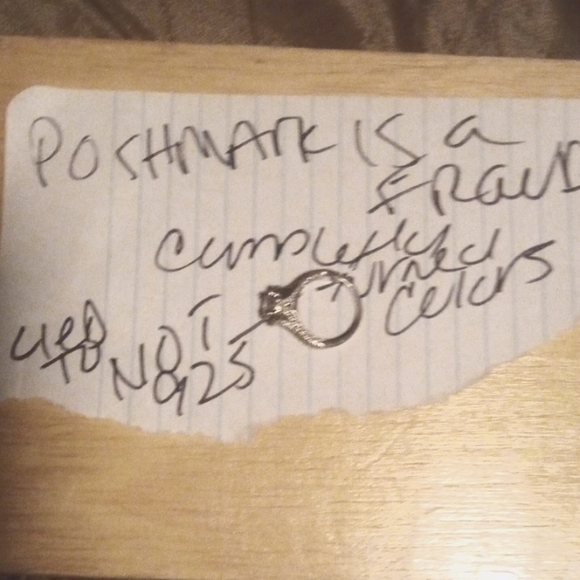 POSHMARK IS a
FRAUD
Completely
turned
Colors
NOT
925